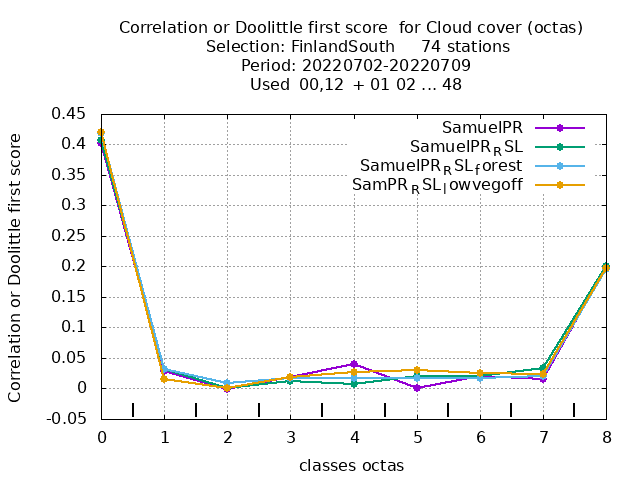 Correlation or Doolittle first score for Cloud cover (octas)
Selection: FinlandSouth 74 stations
Period: 20220702-20220709
Used 00,12 + 01 02 ... 48
Correlation or Doolittle first score
0.45
0.4
0.35
0.3
0.25
0.2
0.15
0.1
0.05
0
-0.05
SamuelPR
SamuelPR_RSL
SamuelPR_RSL_forest
SamPR_RSL_lowvegoff
0 1 2 3 4 5 6 7 8
classes octas